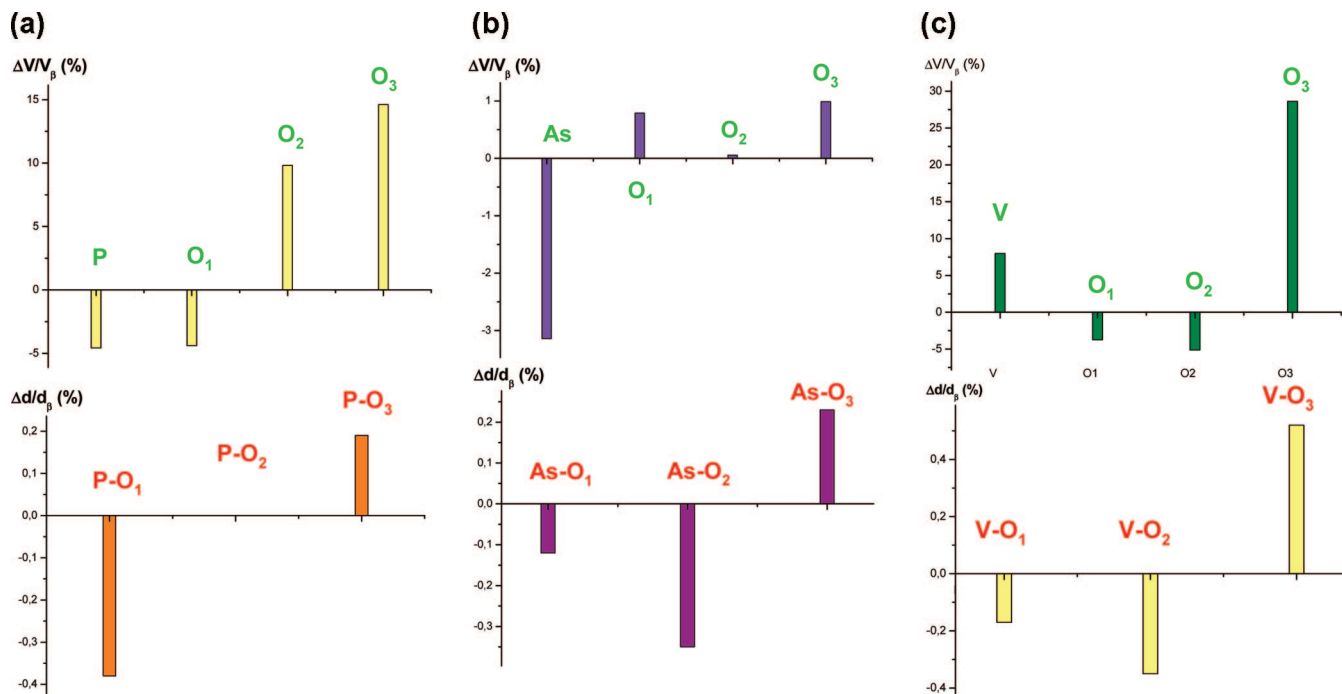 (a)
ΔV/Vβ (%)
15
10
5
0
-5
P
O1
O2
O3
Δd/dβ (%)
0,2
0,1
0,0
-0,1
-0,2
-0,3
-0,4
P-O1
P-O2
P-O3
(b)
ΔV/Vβ (%)
1
0
-1
-2
-3
As
O1
O2
O3
Δd/dβ (%)
0,2
0,1
0,0
-0,1
-0,2
-0,3
As-O1
As-O2
As-O3
(c)
ΔV/Vβ (%)
30
25
20
15
10
5
0
-5
V
O1
O2
O3
V O1 O2 O3
Δd/dβ (%)
0,4
0,2
0,0
-0,2
-0,4
V-O1
V-O2
V-O3